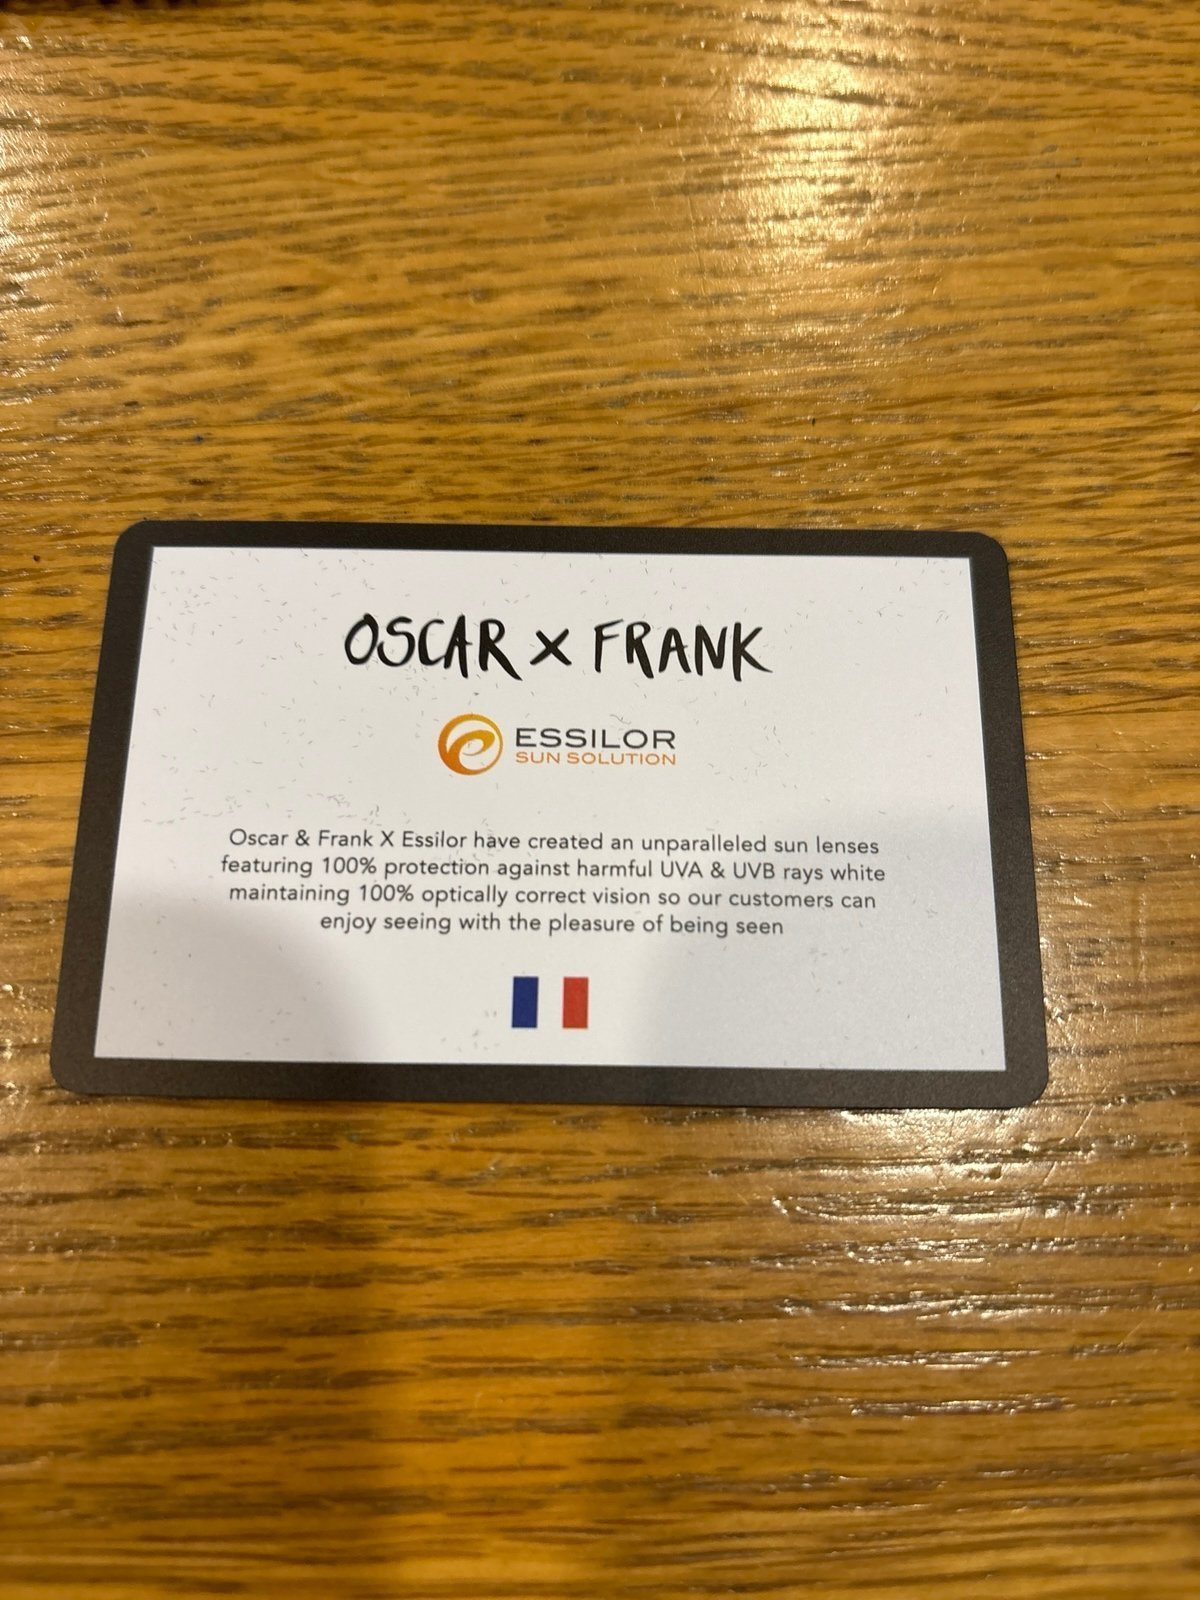 OSCAR X FRANK
ESSILOR
SUN SOLUTION
Oscar & Frank X Essilor have created an unparalleled sun lenses
featuring 100% protection against harmful UVA & UVB rays white
maintaining 100% optically correct vision so our customers can
enjoy seeing with the pleasure of being seen